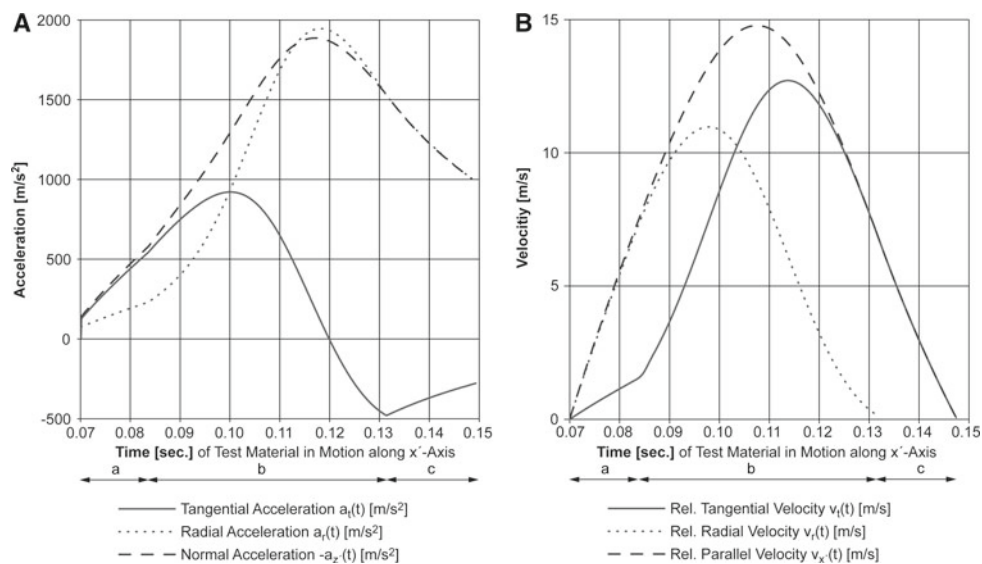 A
2000
1500
1000
500
0
-500
Acceleration [m/s²]
0.07 0.08 0.09 0.10 0.11 0.12 0.13 0.14 0.15
Time [sec.] of Test Material in Motion along x´-Axis
a b c
Tangential Acceleration at(t) [m/s²]
Radial Acceleration ar(t) [m/s²]
Normal Acceleration -az´(t) [m/s²]
B
15
10
5
0
Velocitiy [m/s]
0.07 0.08 0.09 0.10 0.11 0.12 0.13 0.14 0.15
Time [sec.] of Test Material in Motion along x´-Axis
a b c
Rel. Tangential Velocity vt(t) [m/s]
Rel. Radial Velocity vr(t) [m/s]
Rel. Parallel Velocity vx´(t) [m/s]